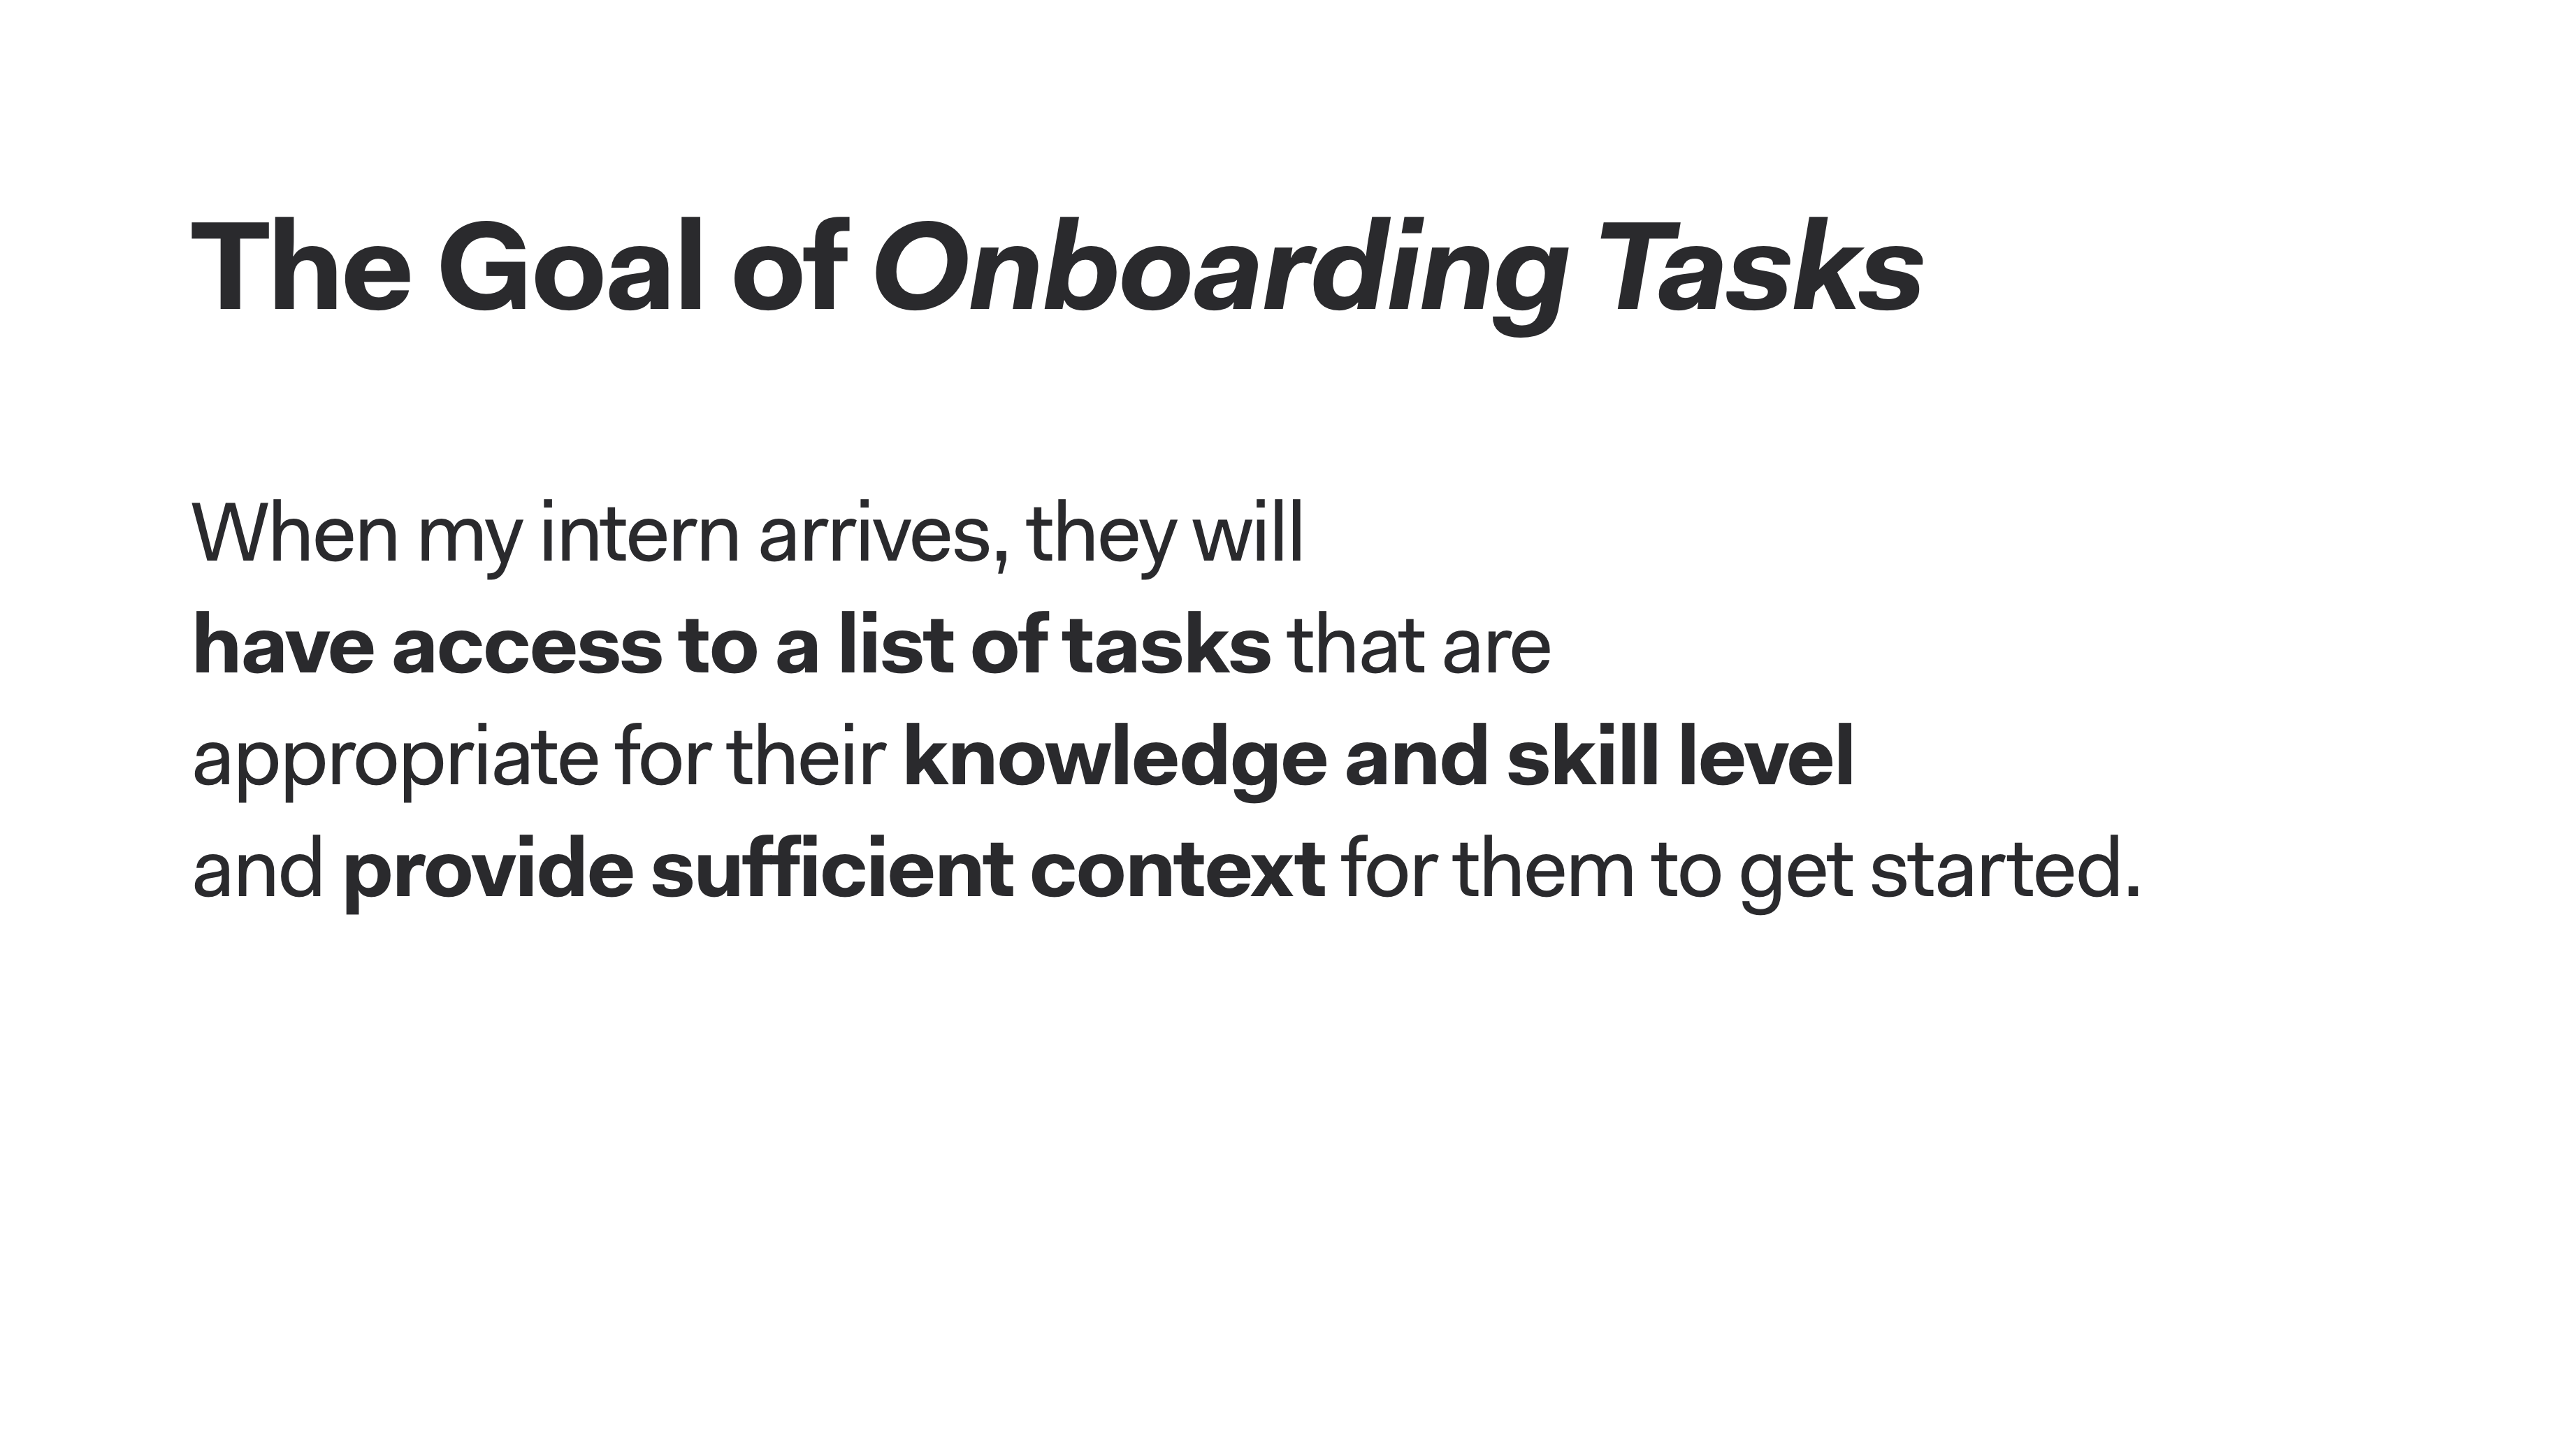 The Goal of Onboarding Tasks
When my intern arrives, they will
have access to a list of tasks that are
appropriate for their knowledge and skill level
and provide sufficient context for them to get started.